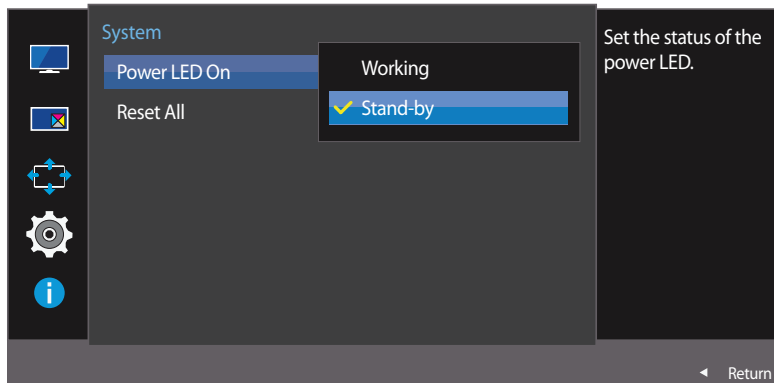 System
Power LED On
Reset All
Working
Stand-by
Set the status of the
power LED.
Return